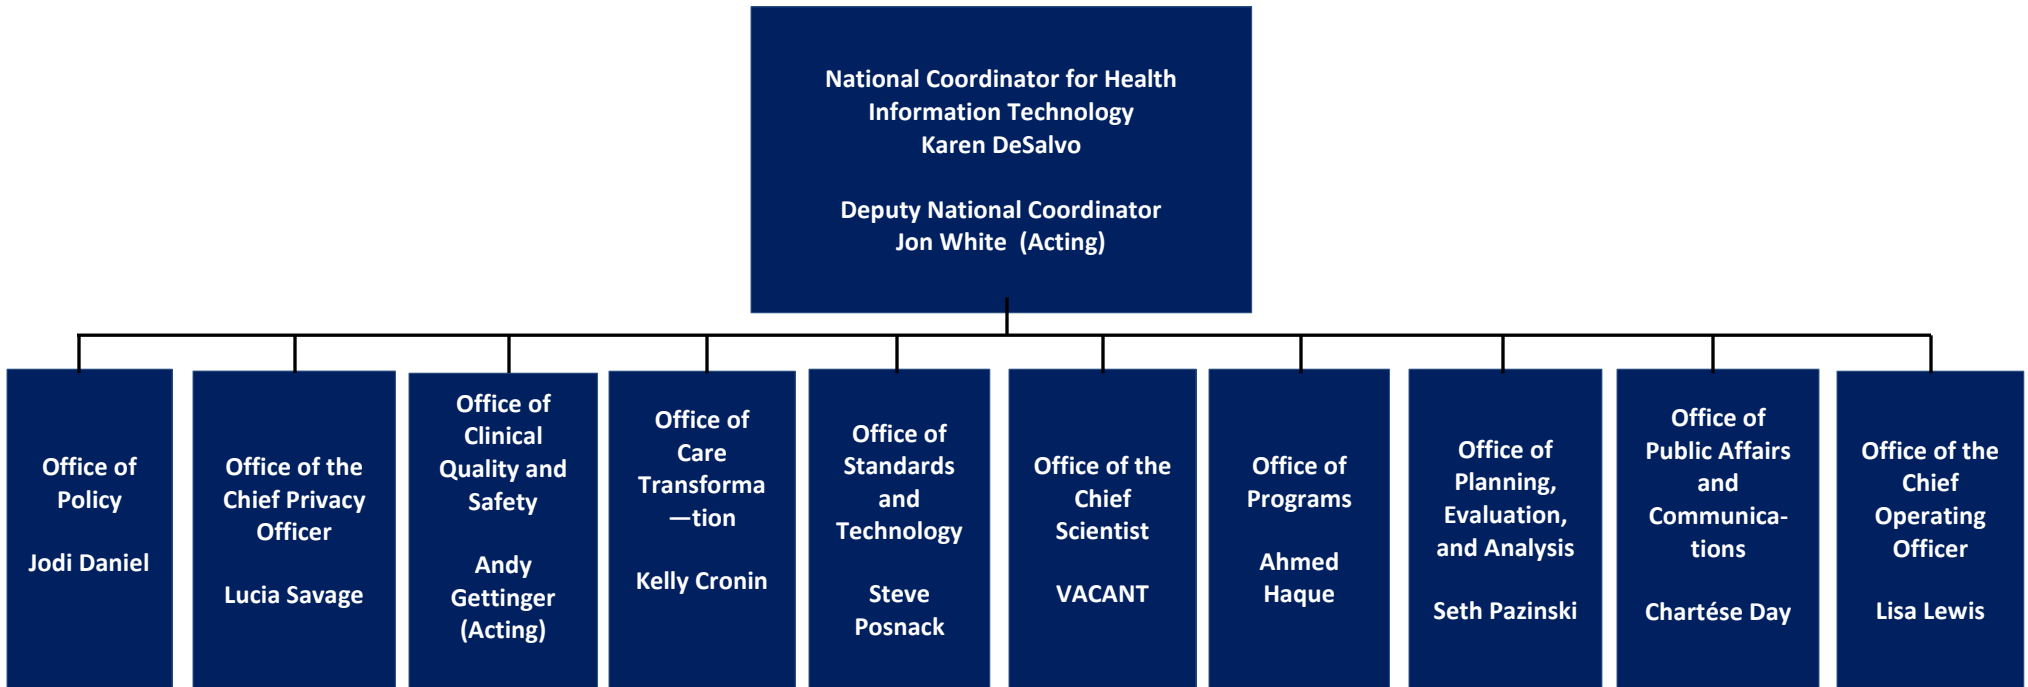 National Coordinator for Health
Information Technology
Karen DeSalvo
Deputy National Coordinator
Jon White  (Acting)
Office of
Policy
Jodi Daniel
Office of the
Chief Privacy
Officer
Lucia Savage
Office of
Clinical
Quality and
Safety
Andy
Gettinger
(Acting)
Office of
Care
Transforma
—tion
Kelly Cronin
Office of
Standards
and
Technology
Steve
Posnack
Office of the
Chief
Scientist
VACANT
Office of
Programs
Ahmed
Haque
Office of
Planning,
Evaluation,
and Analysis
Seth Pazinski
Office of
Public Affairs
and
Communica-
tions
Chartése Day
Office of the
Chief
Operating
Officer
Lisa Lewis